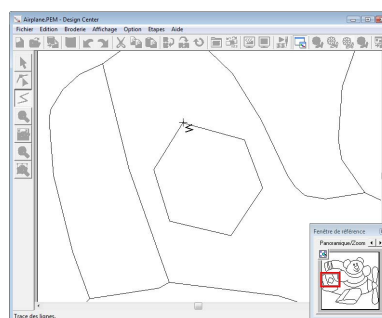 Airplane.PEM - Design Center
Fichier Edition Broderie Affichage Option Etapes Aide
Fenêtre de référence
Panoramique/Zoom
Trace des lignes.